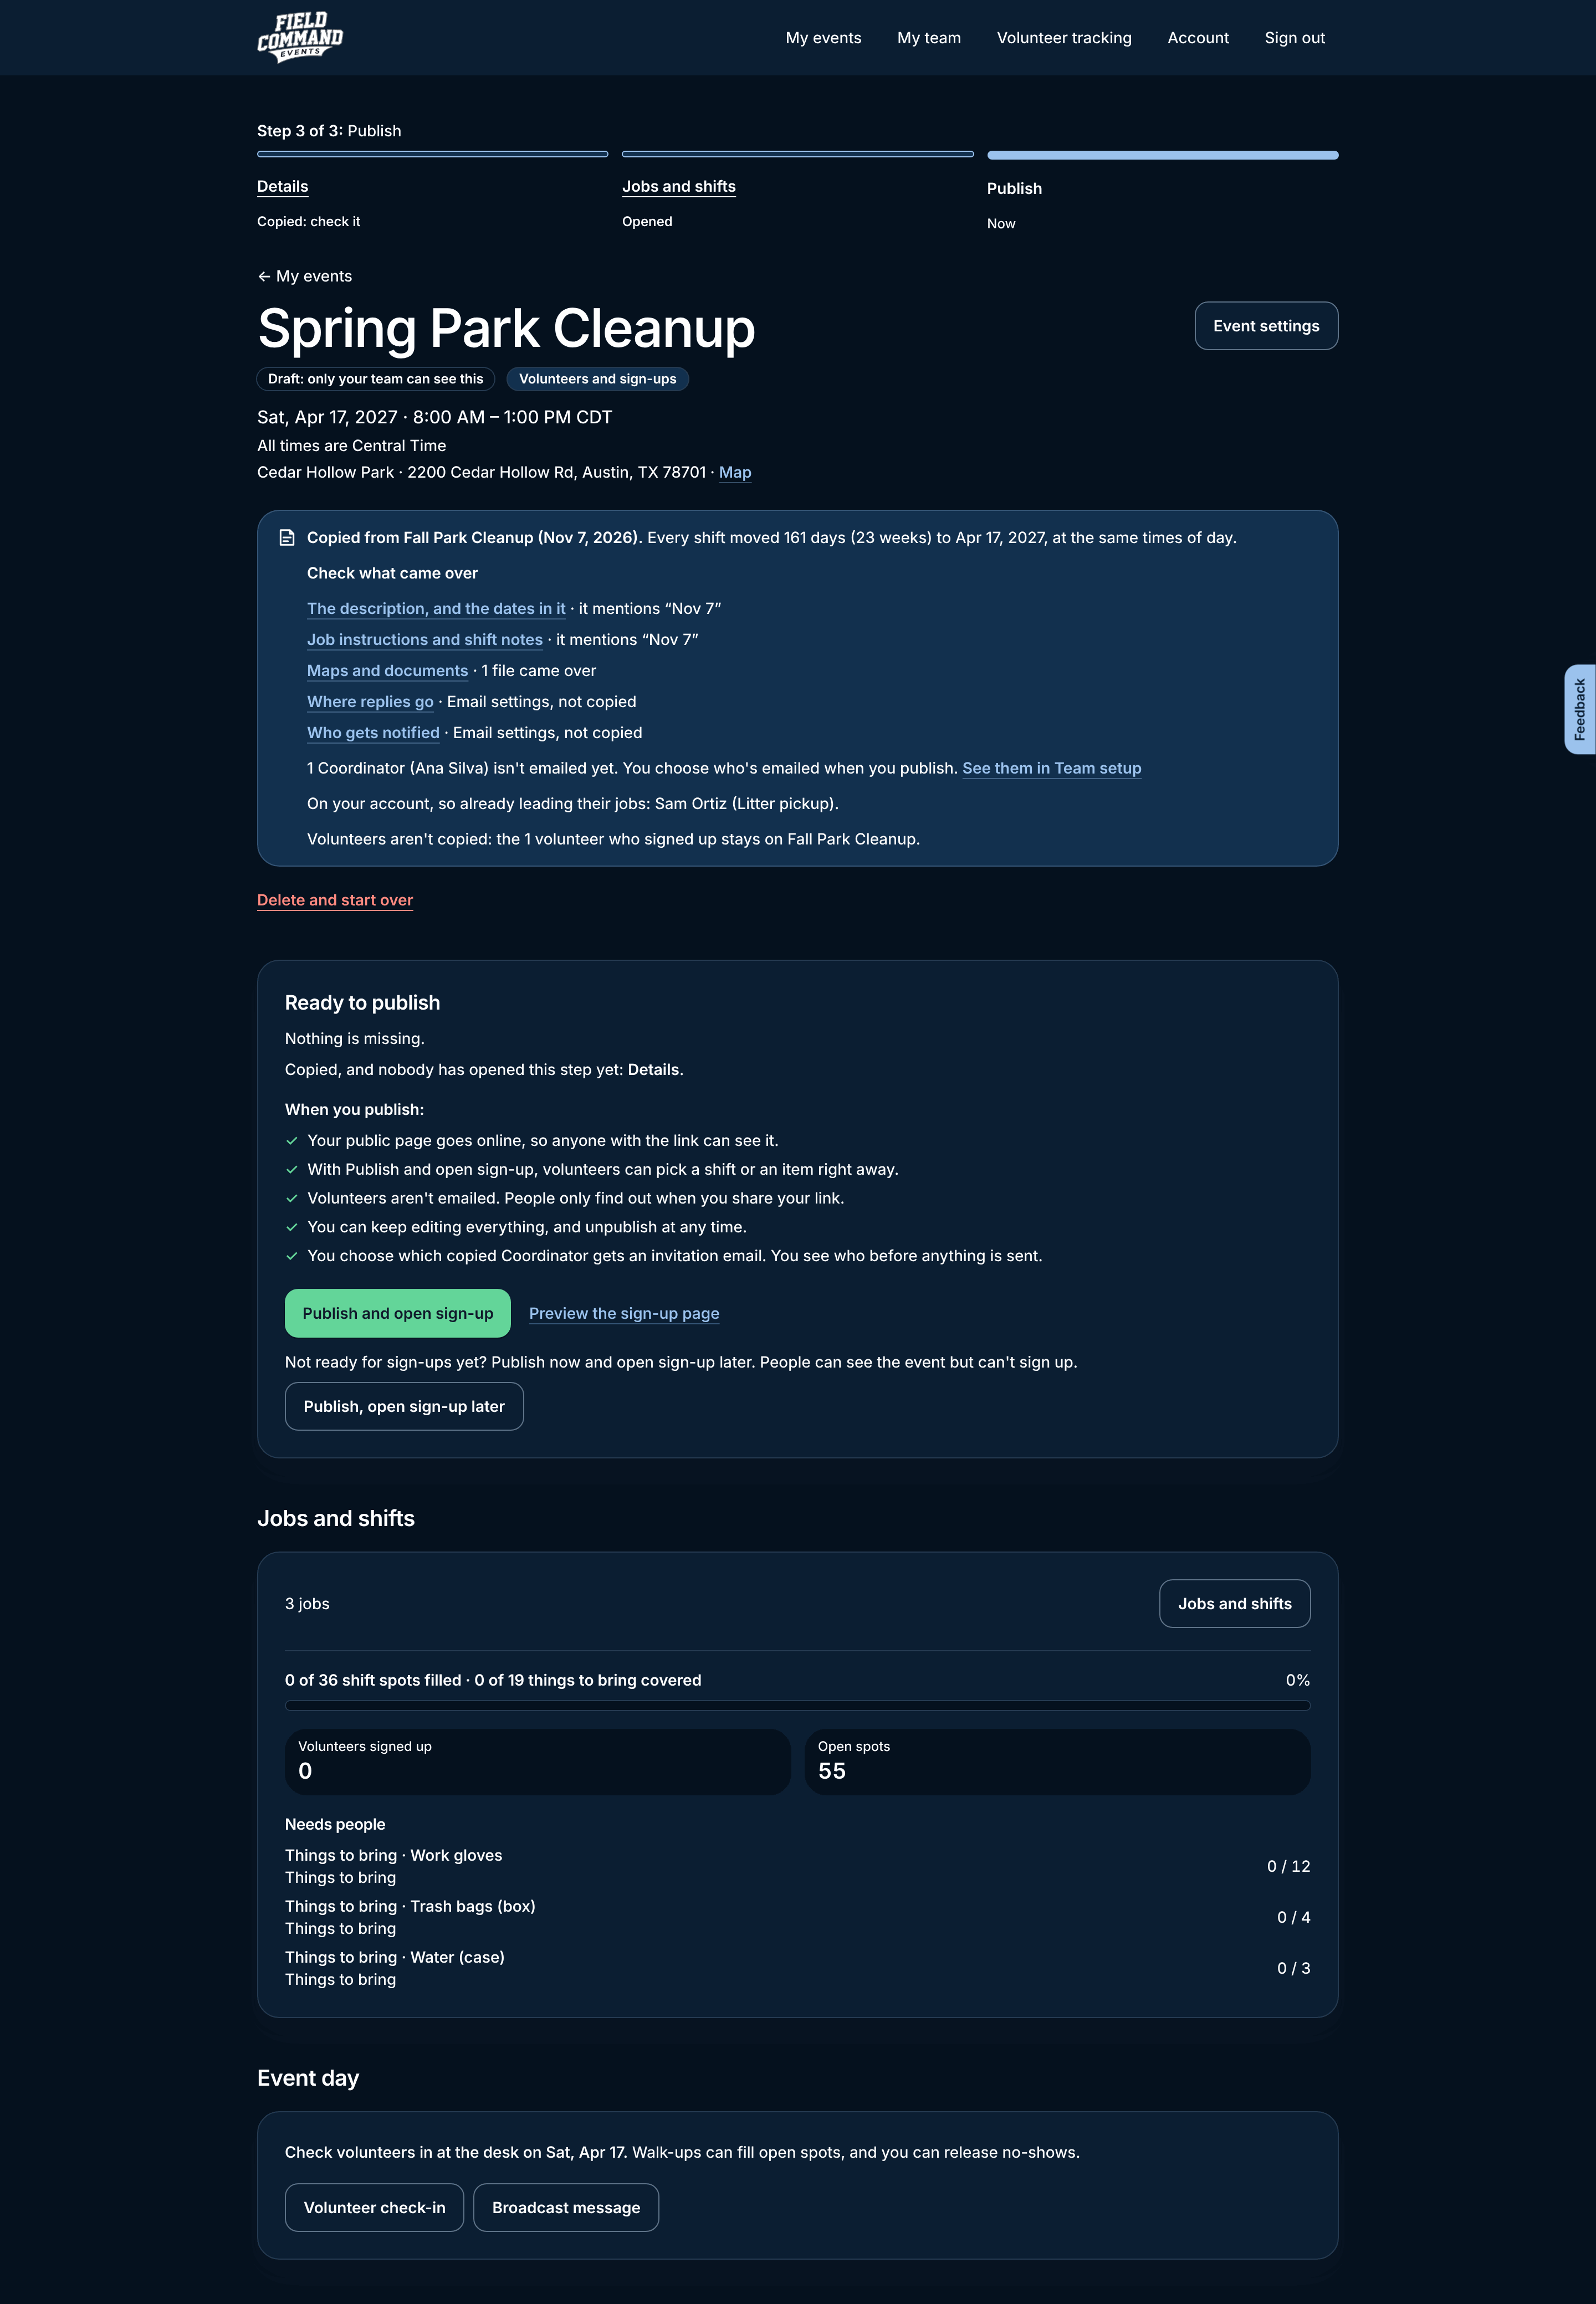 FIELD
COMMAND
EVENTS
My events
My team
Volunteer tracking
Account
Sign out
Step 3 of 3: Publish
Details
Copied: check it
Jobs and shifts
Opened
Publish
Now
← My events
Spring Park Cleanup
Event settings
Draft: only your team can see this
Volunteers and sign-ups
Sat, Apr 17, 2027 · 8:00 AM – 1:00 PM CDT
All times are Central Time
Cedar Hollow Park · 2200 Cedar Hollow Rd, Austin, TX 78701 · Map
Copied from Fall Park Cleanup (Nov 7, 2026). Every shift moved 161 days (23 weeks) to Apr 17, 2027, at the same times of day.
Check what came over
The description, and the dates in it · it mentions “Nov 7”
Job instructions and shift notes · it mentions “Nov 7”
Maps and documents · 1 file came over
Where replies go · Email settings, not copied
Who gets notified · Email settings, not copied
1 Coordinator (Ana Silva) isn't emailed yet. You choose who's emailed when you publish. See them in Team setup
On your account, so already leading their jobs: Sam Ortiz (Litter pickup).
Volunteers aren't copied: the 1 volunteer who signed up stays on Fall Park Cleanup.
Feedback
Delete and start over
Ready to publish
Nothing is missing.
Copied, and nobody has opened this step yet: Details.
When you publish:
Your public page goes online, so anyone with the link can see it.
With Publish and open sign-up, volunteers can pick a shift or an item right away.
Volunteers aren't emailed. People only find out when you share your link.
You can keep editing everything, and unpublish at any time.
You choose which copied Coordinator gets an invitation email. You see who before anything is sent.
Publish and open sign-up
Preview the sign-up page
Not ready for sign-ups yet? Publish now and open sign-up later. People can see the event but can't sign up.
Publish, open sign-up later
Jobs and shifts
3 jobs
Jobs and shifts
0 of 36 shift spots filled · 0 of 19 things to bring covered
0%
Volunteers signed up
0
Open spots
55
Needs people
Things to bring · Work gloves
Things to bring
0 / 12
Things to bring · Trash bags (box)
Things to bring
0 / 4
Things to bring · Water (case)
Things to bring
0 / 3
Event day
Check volunteers in at the desk on Sat, Apr 17. Walk-ups can fill open spots, and you can release no-shows.
Volunteer check-in
Broadcast message